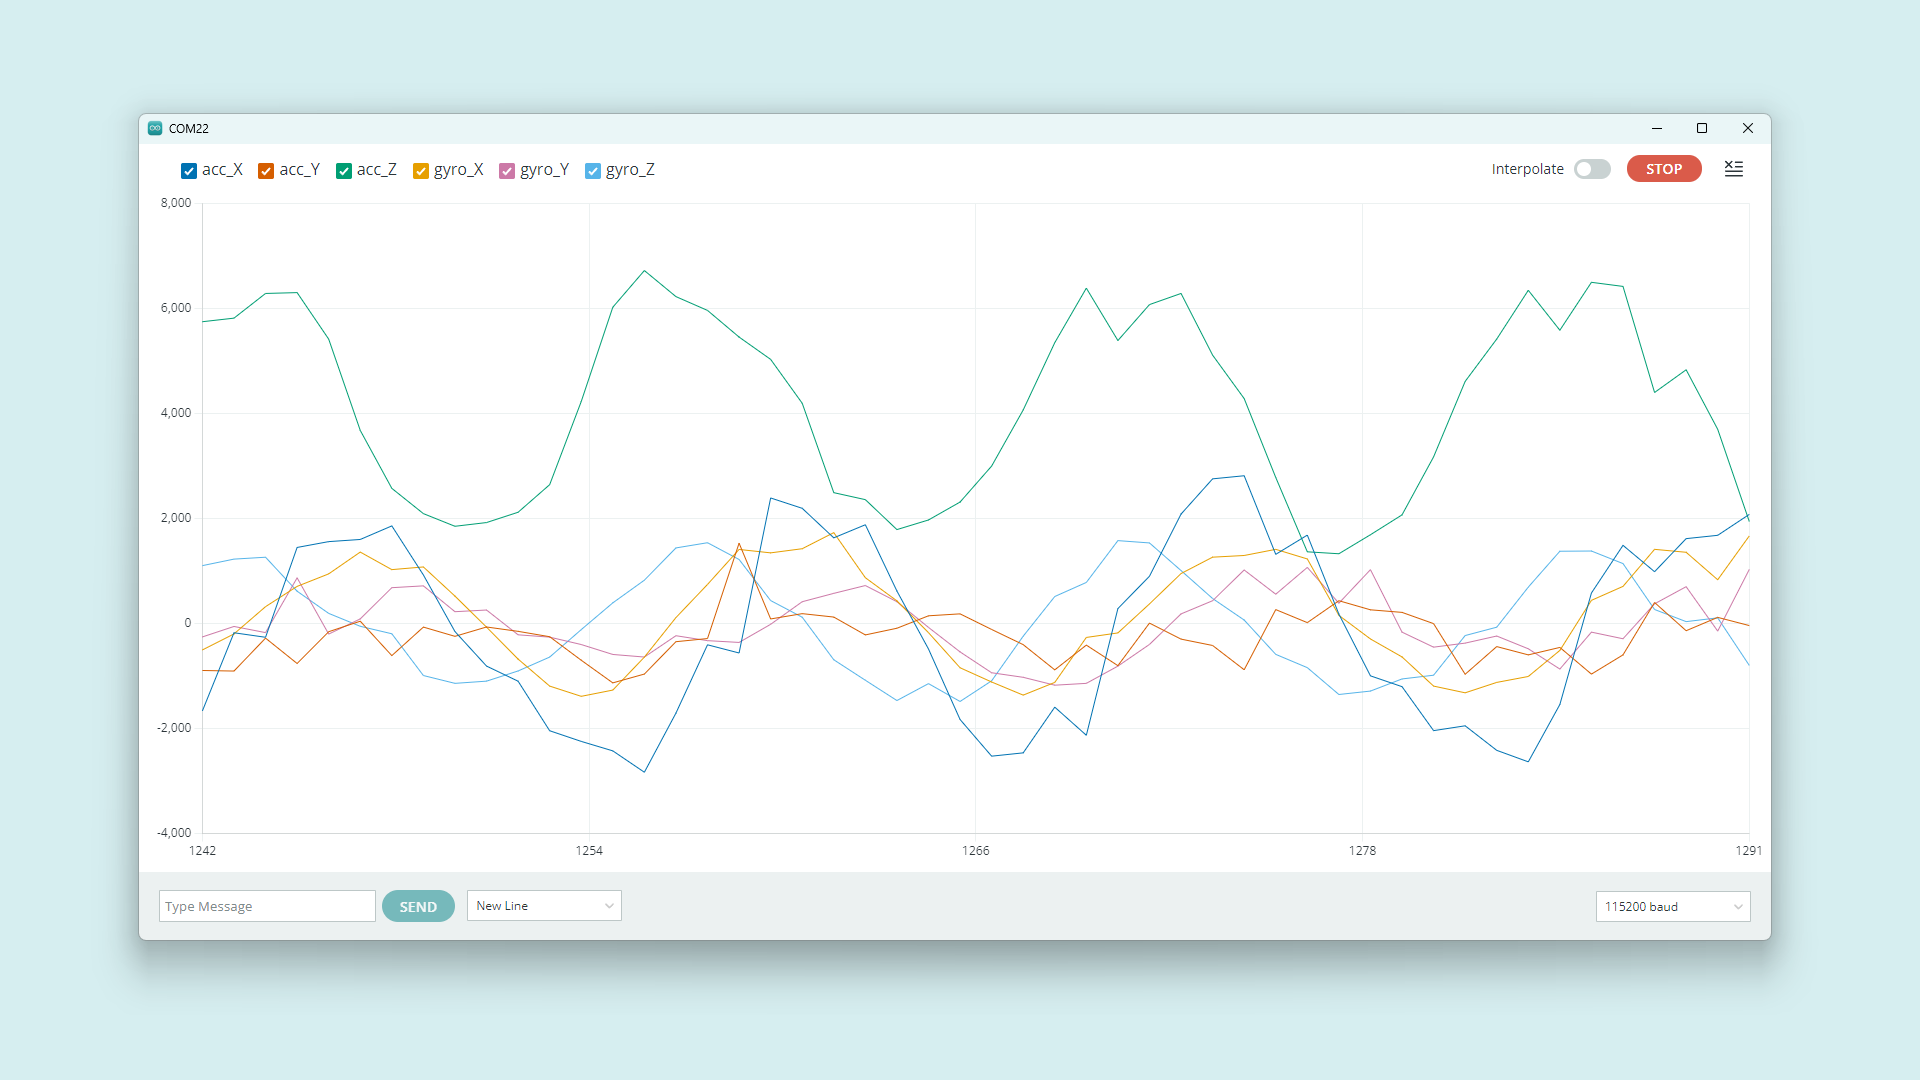 COM22
acc_X acc_Y acc_Z gyro_X gyro_Y gyro_Z
Interpolate STOP
8,000
6,000
4,000
2,000
0
-2,000
-4,000
1242 1254 1266 1278 1291
Type Message SEND New Line 115200 baud